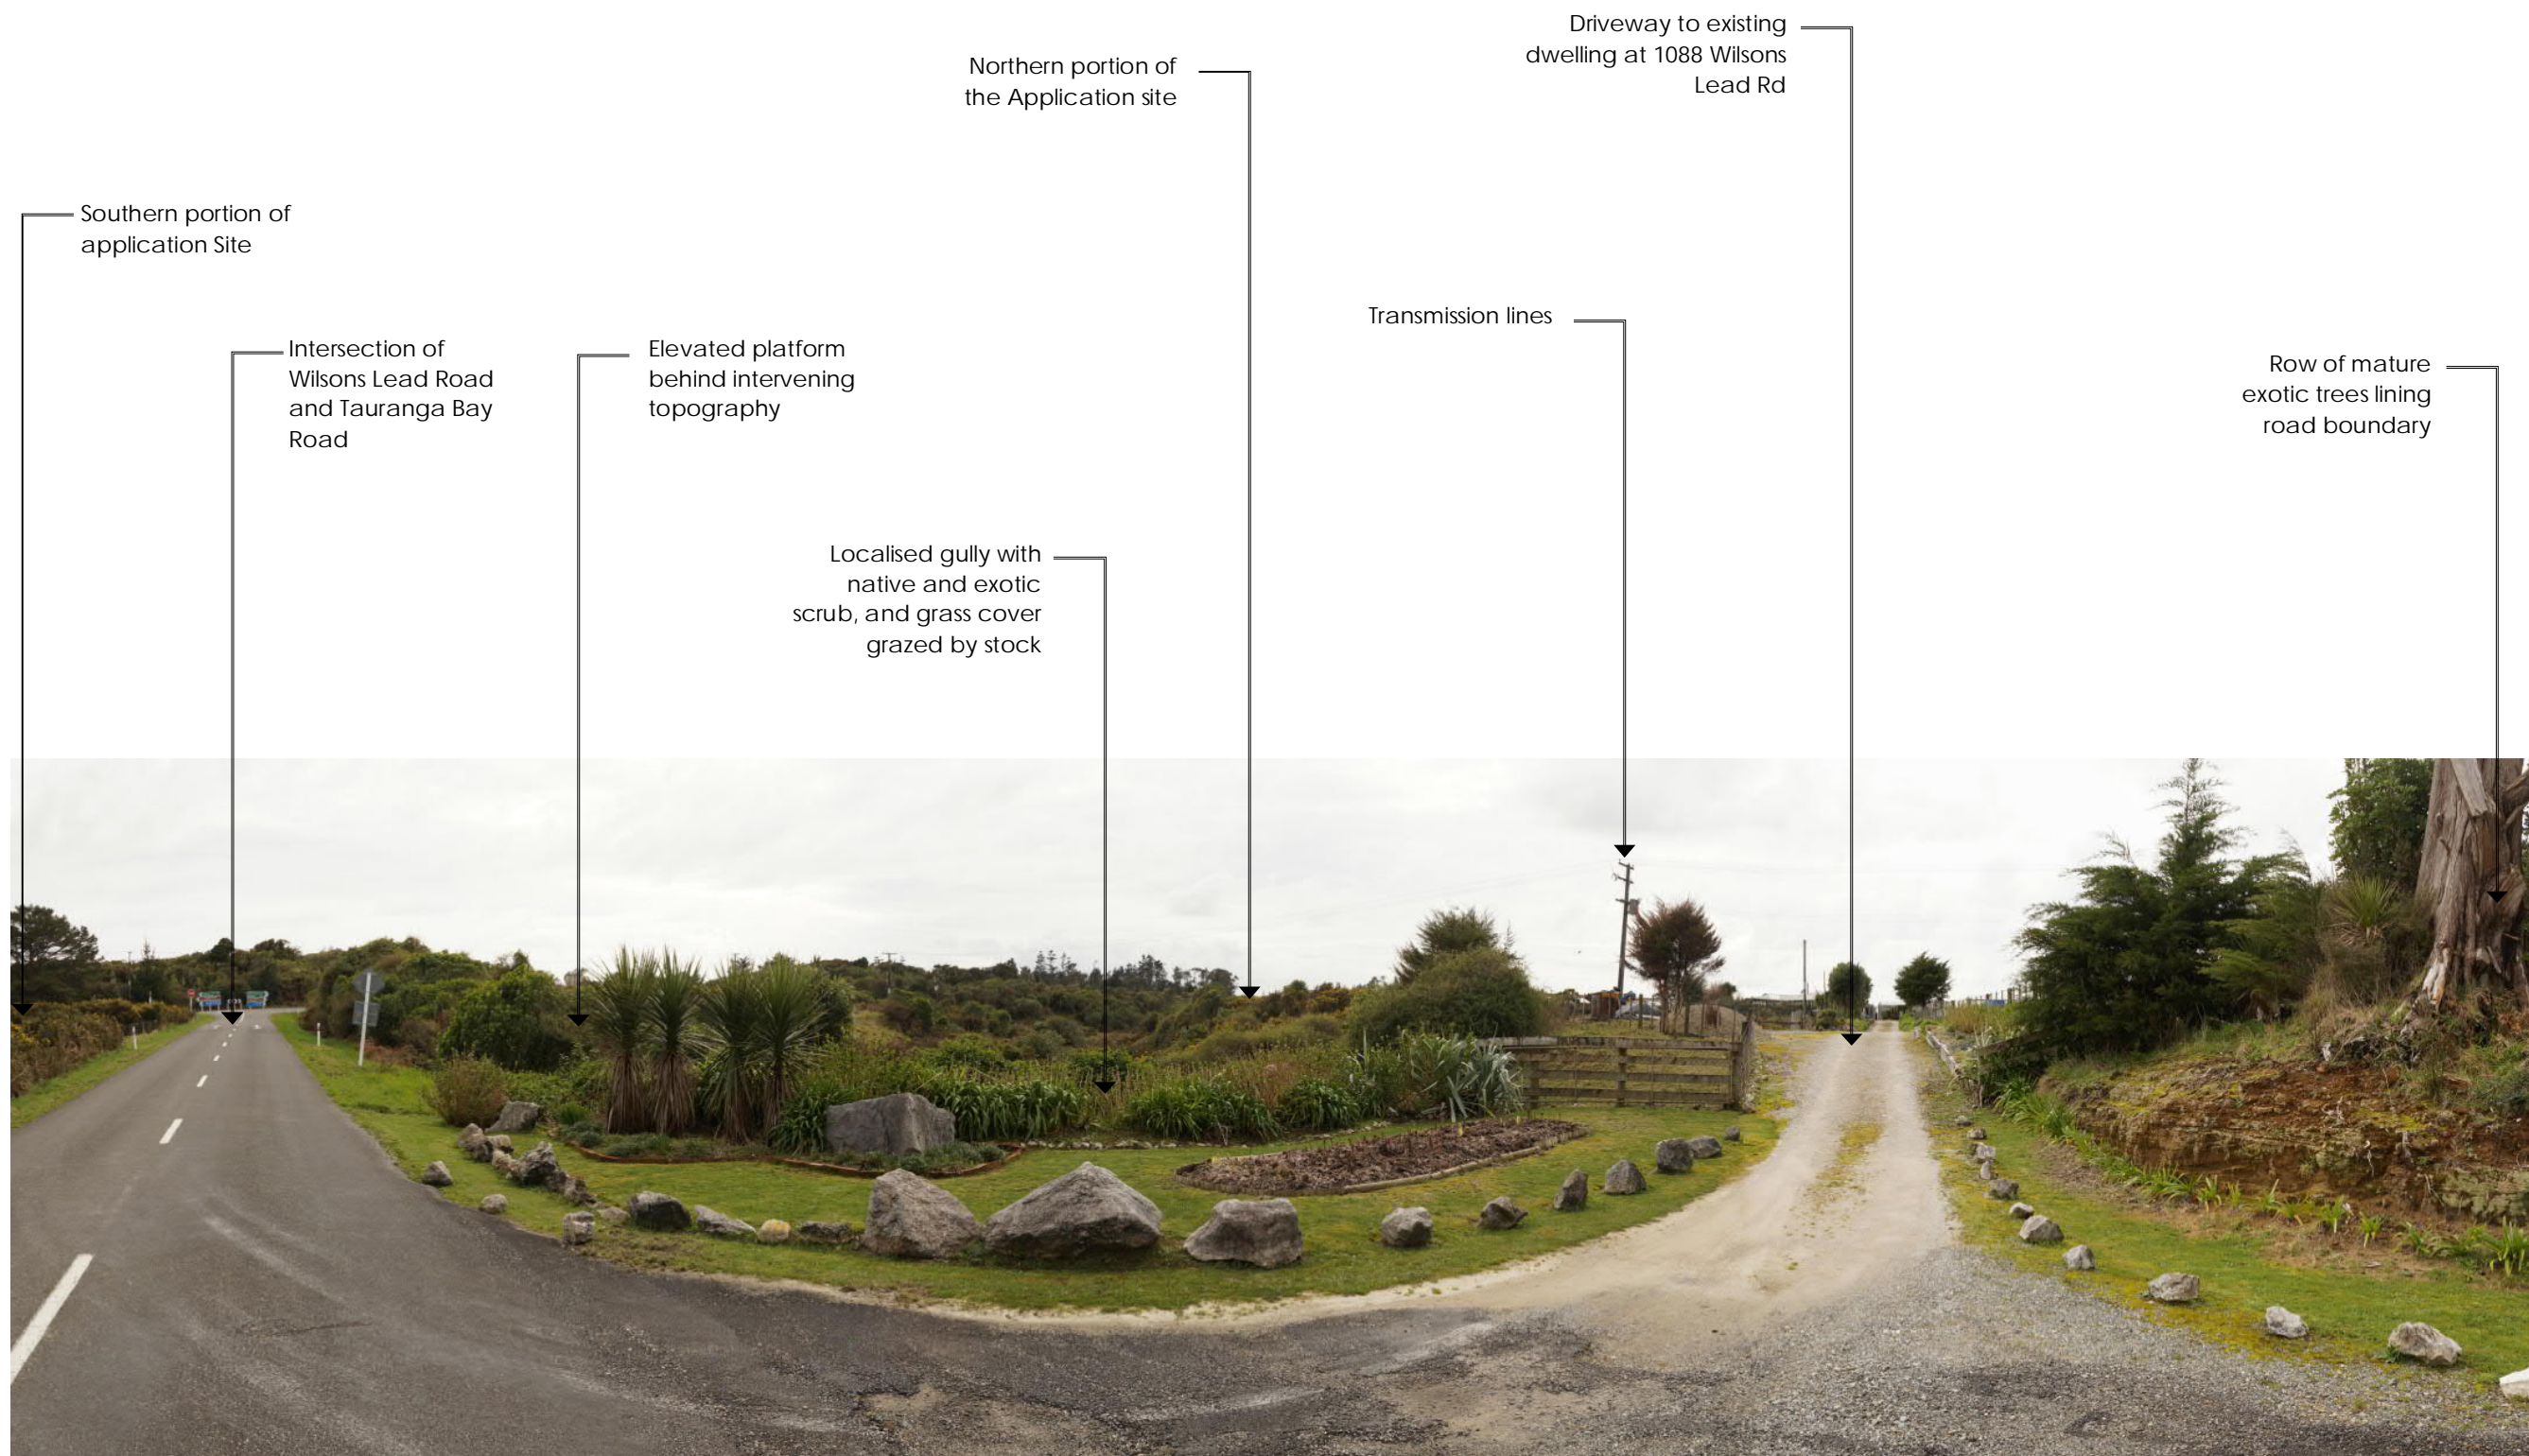 Driveway to existing
dwelling at 1088 Wilsons
Lead Rd
Northern portion of
the Application site
Southern portion of
application Site
Transmission lines
Intersection of
Wilsons Lead Road
and Tauranga Bay
Road
Elevated platform
behind intervening
topography
Row of mature
exotic trees lining
road boundary
Localised gully with
native and exotic
scrub, and grass cover
grazed by stock